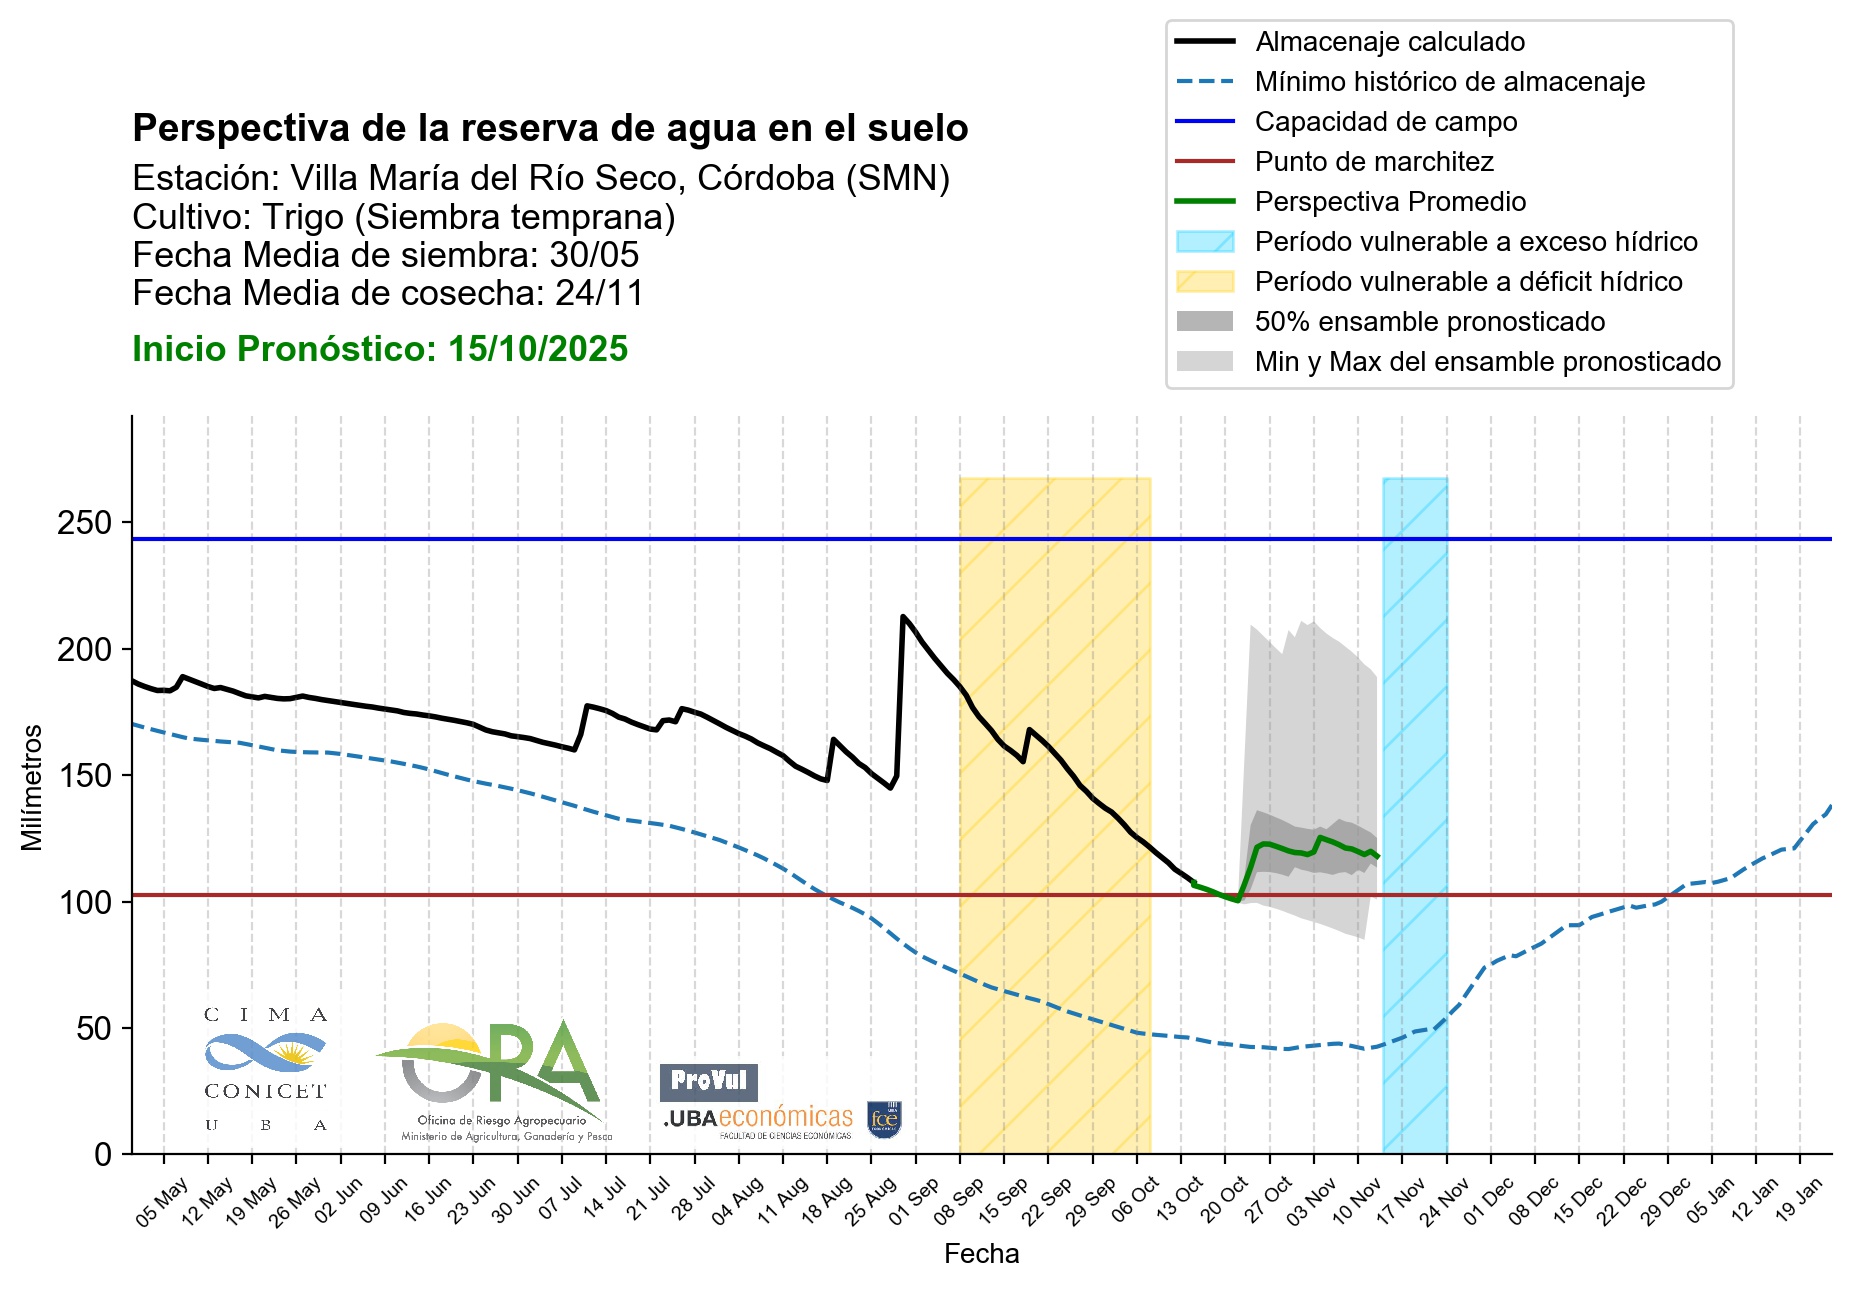 Almacenaje calculado
Mínimo histórico de almacenaje
Capacidad de campo
Punto de marchitez
Perspectiva Promedio
Período vulnerable a exceso hídrico
Período vulnerable a déficit hídrico
50% ensamble pronosticado
Min y Max del ensamble pronosticado
Perspectiva de la reserva de agua en el suelo
Estación: Villa María del Río Seco, Córdoba (SMN)
Cultivo: Trigo (Siembra temprana)
Fecha Media de siembra: 30/05
Fecha Media de cosecha: 24/11
Inicio Pronóstico: 15/10/2025
Milímetros
250
200
150
100
50
0
CIMA
CONICET
UBA
ORA
Oficina de Riesgo Agropecuario
Ministerio de Agricultura, Ganadería y Pesca
ProVul
.UBAeconómicas
FACULTAD DE CIENCIAS ECONÓMICAS
fce
05 May
12 May
19 May
26 May
02 Jun
09 Jun
16 Jun
23 Jun
30 Jun
07 Jul
14 Jul
21 Jul
28 Jul
04 Aug
11 Aug
18 Aug
25 Aug
01 Sep
08 Sep
15 Sep
22 Sep
29 Sep
06 Oct
13 Oct
20 Oct
27 Oct
03 Nov
10 Nov
17 Nov
24 Nov
01 Dec
08 Dec
15 Dec
22 Dec
29 Dec
05 Jan
12 Jan
19 Jan
Fecha